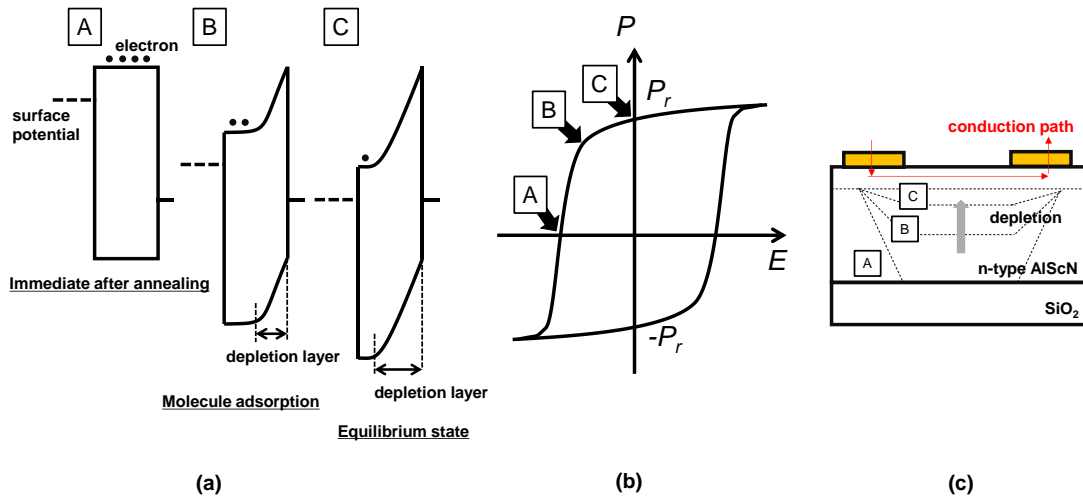 A
electron
surface
potential
Immediate after annealing
B
depletion layer
Molecule adsorption
C
depletion layer
Equilibrium state
(a)
P
C
Pr
B
A
E
-Pr
(b)
conduction path
C
depletion
B
A
n-type AlScN
SiO2
(c)